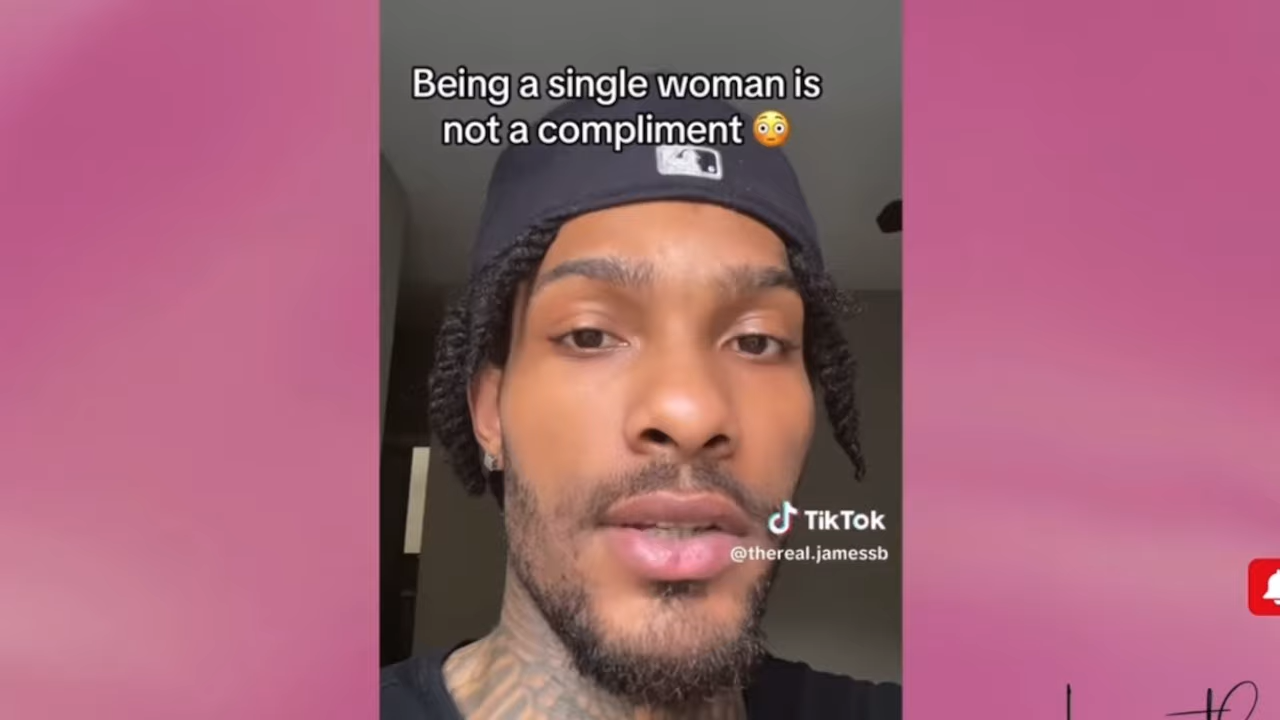 Being a single woman is
not a compliment 😳
TikTok
@thereal.jamessb